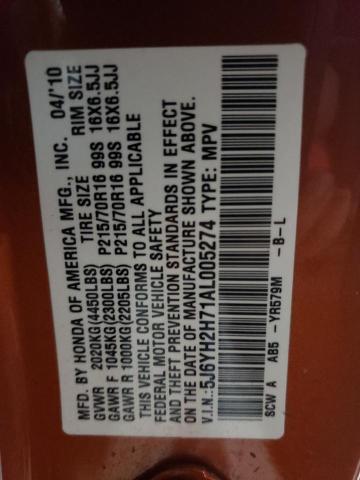 MFD. BY HONDA OF AMERICA MFG., INC. 04/'10
TIRE SIZE RIM SIZE
GVWR 2020KG(4450LBS)
GAWR F 1045KG(2300LBS) P215/70R16 99S 16X6.5JJ
GAWR R 1000KG(2205LBS) P215/70R16 99S 16X6.5JJ
THIS VEHICLE CONFORMS TO ALL APPLICABLE
FEDERAL MOTOR VEHICLE SAFETY
AND THEFT PREVENTION STANDARDS IN EFFECT
ON THE DATE OF MANUFACTURE SHOWN ABOVE.
V.I.N.: 5J6YH2H71AL005274 TYPE: MPV
SCW A AB5 -YR579M -B-L